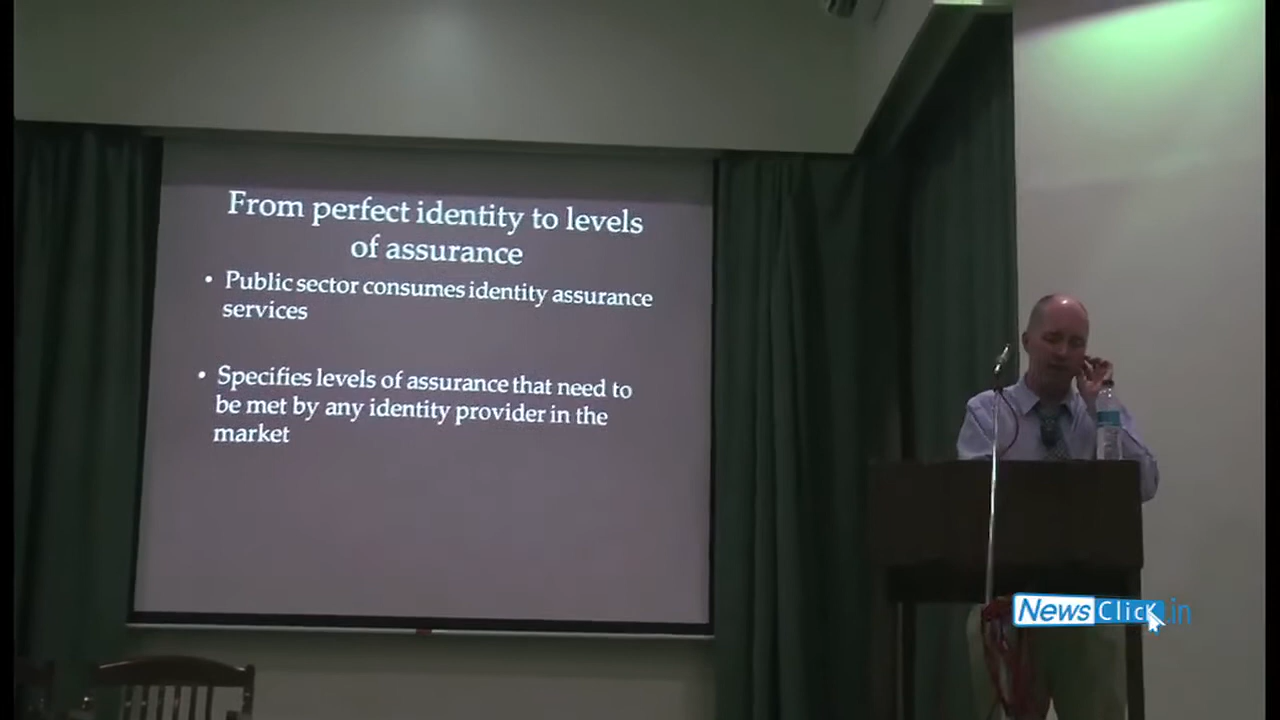 From perfect identity to levels
of assurance
• Public sector consumes identity assurance
services
• Specifies levels of assurance that need to
be met by any identity provider in the
market
NewsClick.in